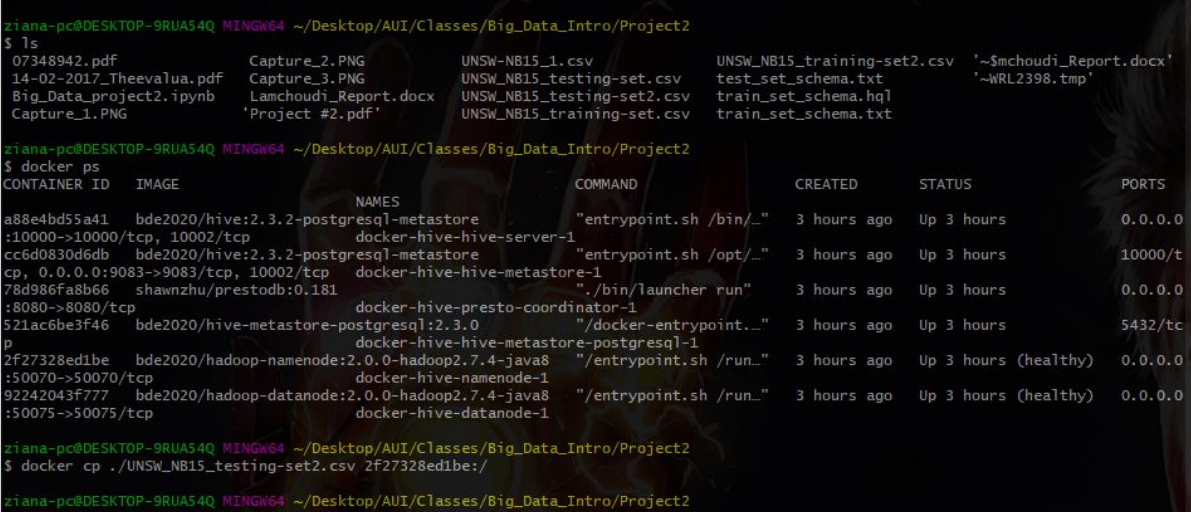 ziana-pc@DESKTOP-9RUA54Q MINGW64 ~/Desktop/AUI/Classes/Big_Data_Intro/Project2
$ ls
07348942.pdf Capture_2.PNG UNSW-NB15_1.csv UNSW_NB15_training-set2.csv '~$mchoudi_Report.docx'
14-02-2017_Theevalua.pdf Capture_3.PNG UNSW_NB15_testing-set.csv test_set_schema.txt '~WRL2398.tmp'
Big_Data_project2.ipynb Lamchoudi_Report.docx UNSW_NB15_testing-set2.csv train_set_schema.hql
Capture_1.PNG 'Project #2.pdf' UNSW_NB15_training-set.csv train_set_schema.txt
ziana-pc@DESKTOP-9RUA54Q MINGW64 ~/Desktop/AUI/Classes/Big_Data_Intro/Project2
$ docker ps
CONTAINER ID IMAGE COMMAND CREATED STATUS PORTS
NAMES
a88e4bd55a41 bde2020/hive:2.3.2-postgresql-metastore "entrypoint.sh /bin/…" 3 hours ago Up 3 hours 0.0.0.0
:10000->10000/tcp, 10002/tcp docker-hive-hive-server-1
cc6d0830d6db bde2020/hive:2.3.2-postgresql-metastore "entrypoint.sh /opt/…" 3 hours ago Up 3 hours 10000/t
cp, 0.0.0.0:9083->9083/tcp, 10002/tcp docker-hive-hive-metastore-1
78d986fa8b66 shawnzhu/prestodb:0.181 "./bin/launcher run" 3 hours ago Up 3 hours 0.0.0.0
:8080->8080/tcp docker-hive-presto-coordinator-1
521ac6be3f46 bde2020/hive-metastore-postgresql:2.3.0 "/docker-entrypoint.…" 3 hours ago Up 3 hours 5432/tc
p docker-hive-hive-metastore-postgresql-1
2f27328ed1be bde2020/hadoop-namenode:2.0.0-hadoop2.7.4-java8 "/entrypoint.sh /run…" 3 hours ago Up 3 hours (healthy) 0.0.0.0
:50070->50070/tcp docker-hive-namenode-1
92242043f777 bde2020/hadoop-datanode:2.0.0-hadoop2.7.4-java8 "/entrypoint.sh /run…" 3 hours ago Up 3 hours (healthy) 0.0.0.0
:50075->50075/tcp docker-hive-datanode-1
ziana-pc@DESKTOP-9RUA54Q MINGW64 ~/Desktop/AUI/Classes/Big_Data_Intro/Project2
$ docker cp ./UNSW_NB15_testing-set2.csv 2f27328ed1be:/
ziana-pc@DESKTOP-9RUA54Q MINGW64 ~/Desktop/AUI/Classes/Big_Data_Intro/Project2